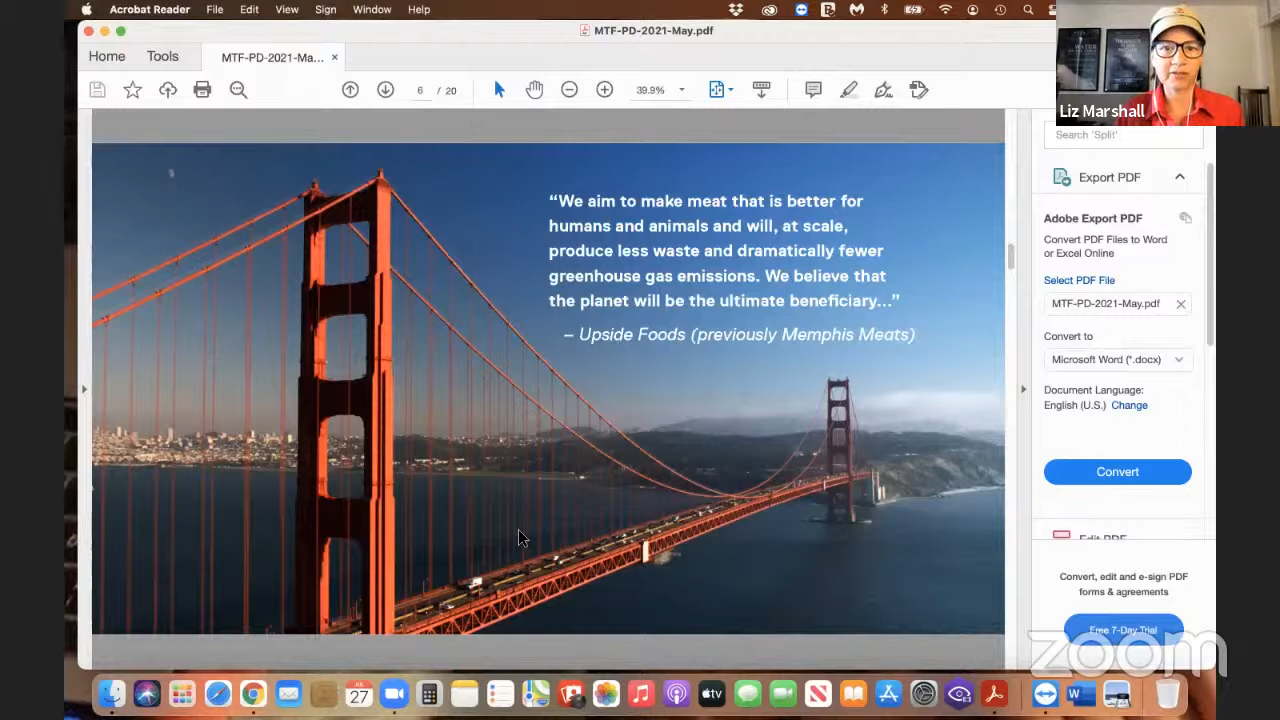 Acrobat Reader File Edit View Sign Window Help
MTF-PD-2021-May.pdf
Home Tools MTF-PD-2021-Ma... ×
6 / 20 39.9%
Liz Marshall
Search 'Split'
“We aim to make meat that is better for
humans and animals and will, at scale,
produce less waste and dramatically fewer
greenhouse gas emissions. We believe that
the planet will be the ultimate beneficiary...”
– Upside Foods (previously Memphis Meats)
Export PDF
Adobe Export PDF
Convert PDF Files to Word
or Excel Online
Select PDF File
MTF-PD-2021-May.pdf
Convert to
Microsoft Word (*.docx)
Document Language:
English (U.S.) Change
Convert
Edit PDF
Convert, edit and e-sign PDF
forms & agreements
Free 7-Day Trial
zoom
JUL
27
tv